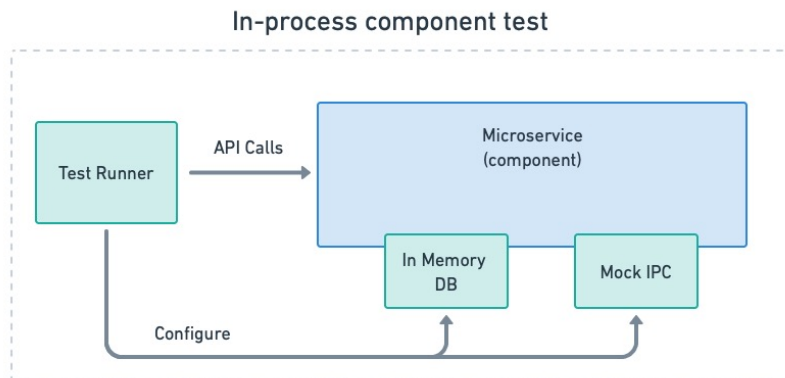 In-process component test
Test Runner
API Calls
Microservice
(component)
In Memory
DB
Mock IPC
Configure